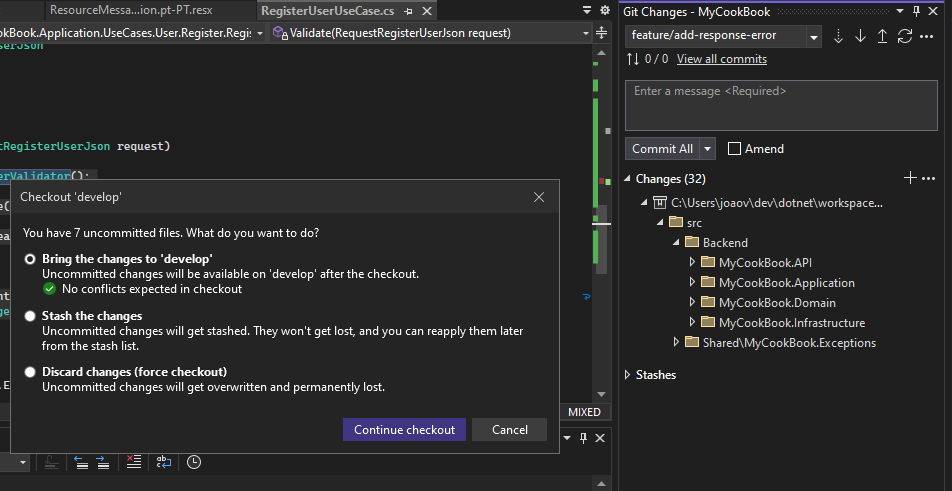 ResourceMessa...ion.pt-PT.resx
RegisterUserUseCase.cs
Git Changes - MyCookBook
okBook.Application.UseCases.User.Register.Regi
Validate(RequestRegisterUserJson request)
feature/add-response-error
0 / 0 View all commits
Enter a message <Required>
tRegisterUserJson request)
Commit All
Amend
erValidator();
Changes (32)
Checkout 'develop'
C:\Users\joaov\dev\dotnet\workspace...
src
You have 7 uncommitted files. What do you want to do?
Backend
Bring the changes to 'develop'
MyCookBook.API
Uncommitted changes will be available on 'develop' after the checkout.
MyCookBook.Application
No conflicts expected in checkout
MyCookBook.Domain
Stash the changes
MyCookBook.Infrastructure
Uncommitted changes will get stashed. They won't get lost, and you can reapply them later
from the stash list.
Shared\MyCookBook.Exceptions
Discard changes (force checkout)
Stashes
Uncommitted changes will get overwritten and permanently lost.
MIXED
Continue checkout
Cancel